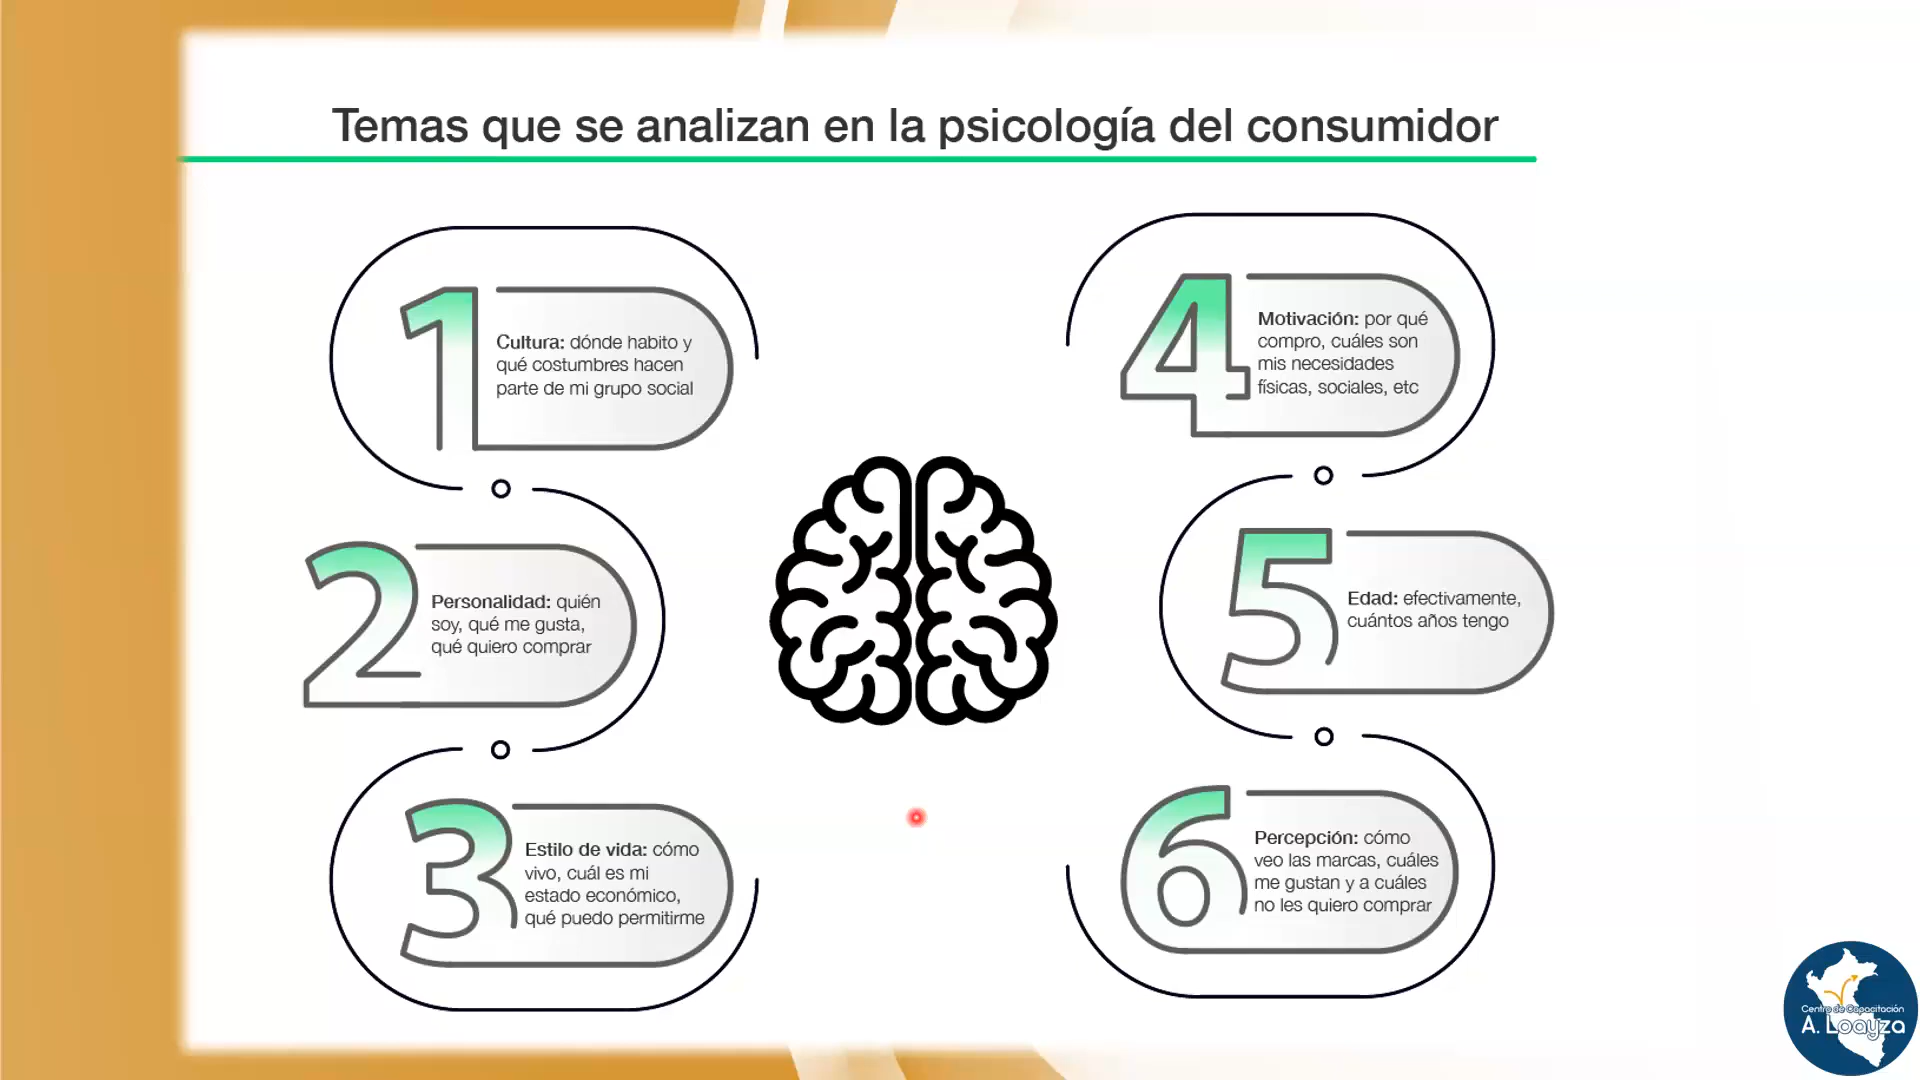 Temas que se analizan en la psicología del consumidor
1
Cultura: dónde habito y
qué costumbres hacen
parte de mi grupo social
2
Personalidad: quién
soy, qué me gusta,
qué quiero comprar
3
Estilo de vida: cómo
vivo, cuál es mi
estado económico,
qué puedo permitirme
4
Motivación: por qué
compro, cuáles son
mis necesidades
físicas, sociales, etc
5
Edad: efectivamente,
cuántos años tengo
6
Percepción: cómo
veo las marcas, cuáles
me gustan y a cuáles
no les quiero comprar
Centro de Capacitación
A. Loayza